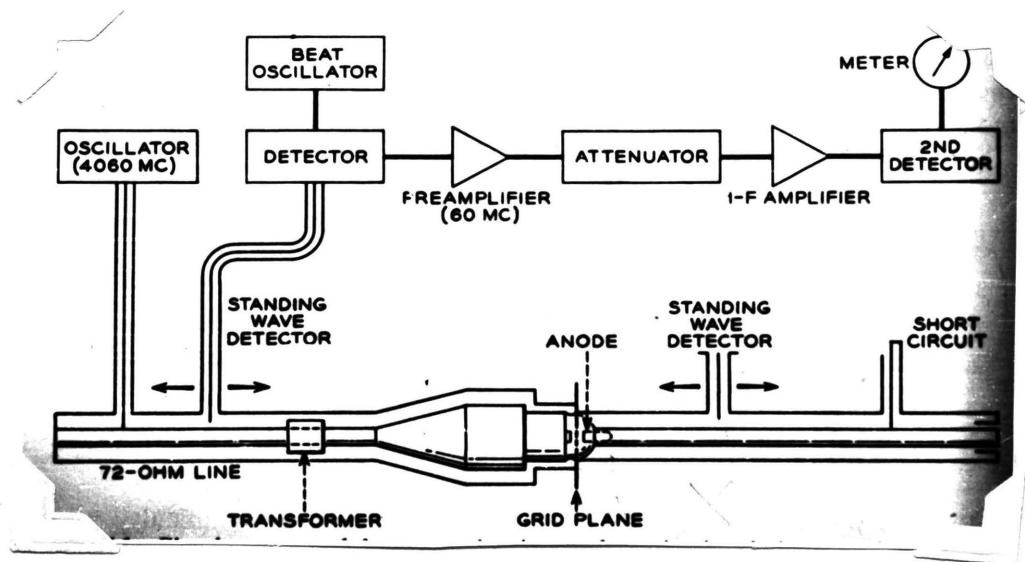 BEAT
OSCILLATOR
METER
OSCILLATOR
(4060 MC)
DETECTOR
ATTENUATOR
2ND
DETECTOR
PREAMPLIFIER
(60 MC)
I-F AMPLIFIER
STANDING
WAVE
DETECTOR
ANODE
STANDING
WAVE
DETECTOR
SHORT
CIRCUIT
72-OHM LINE
TRANSFORMER
GRID PLANE